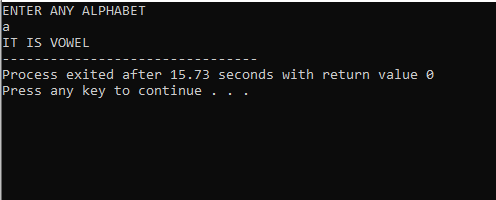 ENTER ANY ALPHABET
a
IT IS VOWEL
--------------------------------
Process exited after 15.73 seconds with return value 0
Press any key to continue . . .